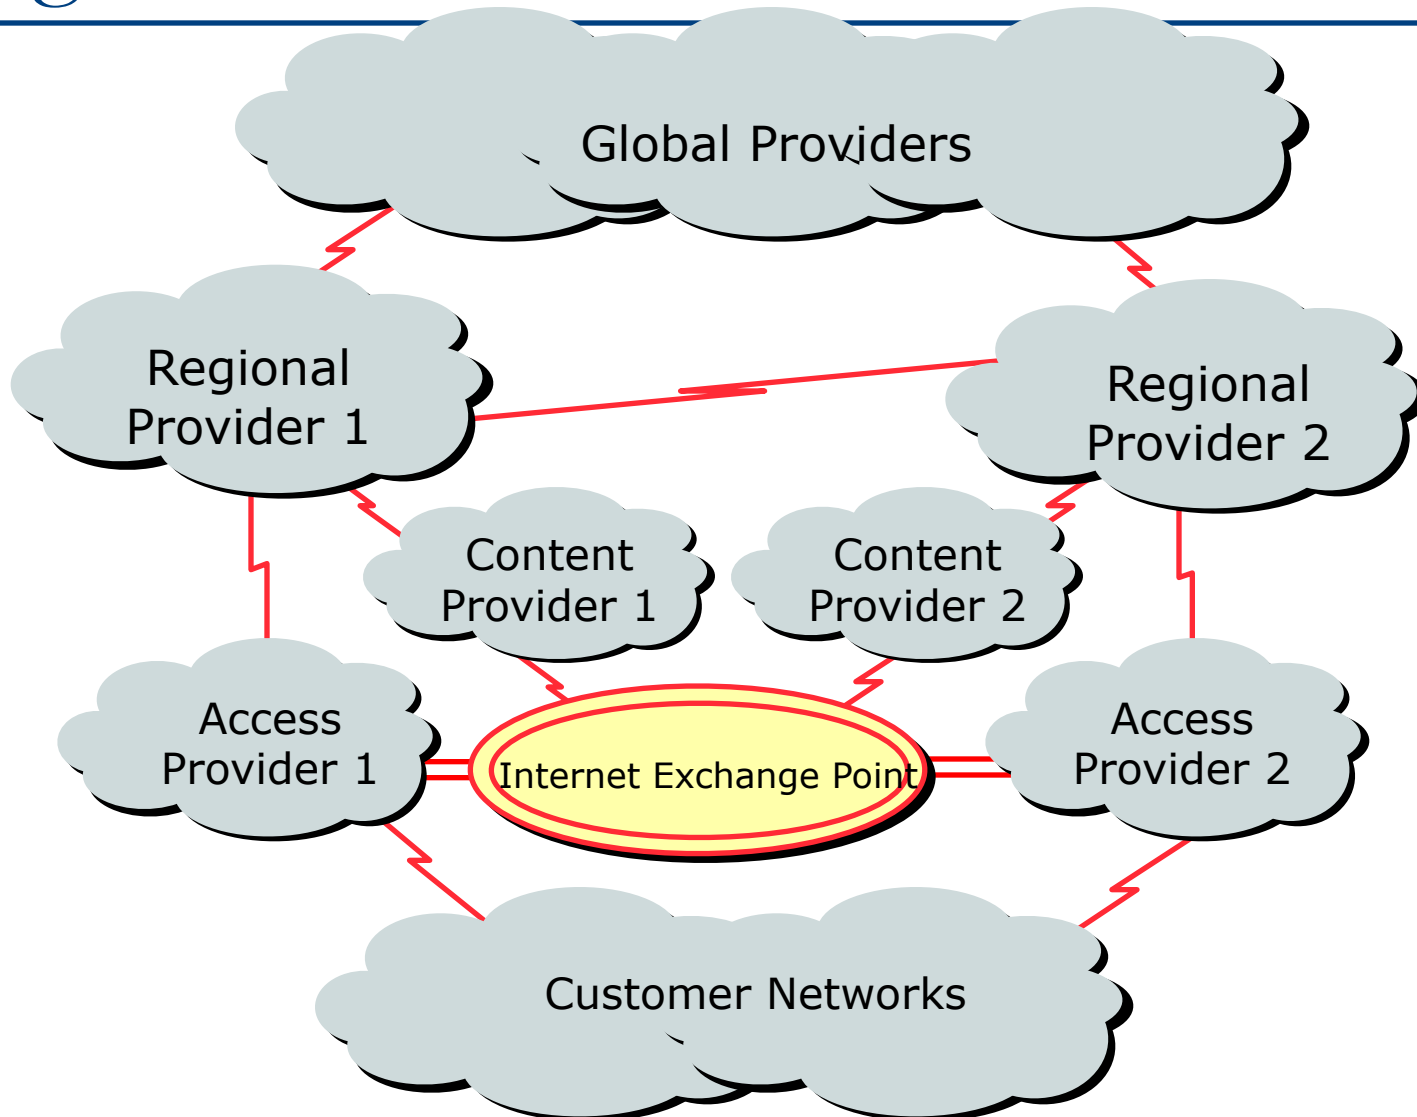 Global Providers
Regional
Provider 1
Regional
Provider 2
Content
Provider 1
Content
Provider 2
Access
Provider 1
Internet Exchange Point
Access
Provider 2
Customer Networks